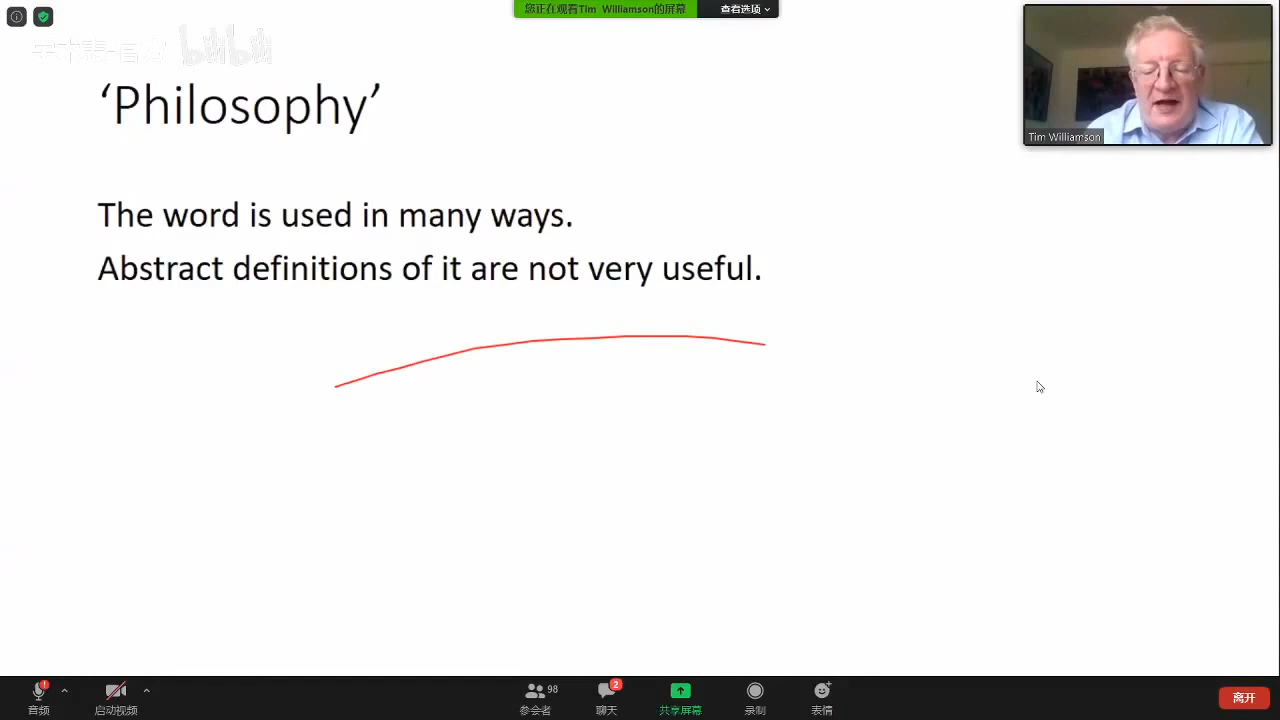 您正在观看Tim Williamson的屏幕
查看选项
bilibili
Tim Williamson
‘Philosophy’
The word is used in many ways.
Abstract definitions of it are not very useful.
音频
启动视频
98
参会者
2
聊天
共享屏幕
录制
表情
离开